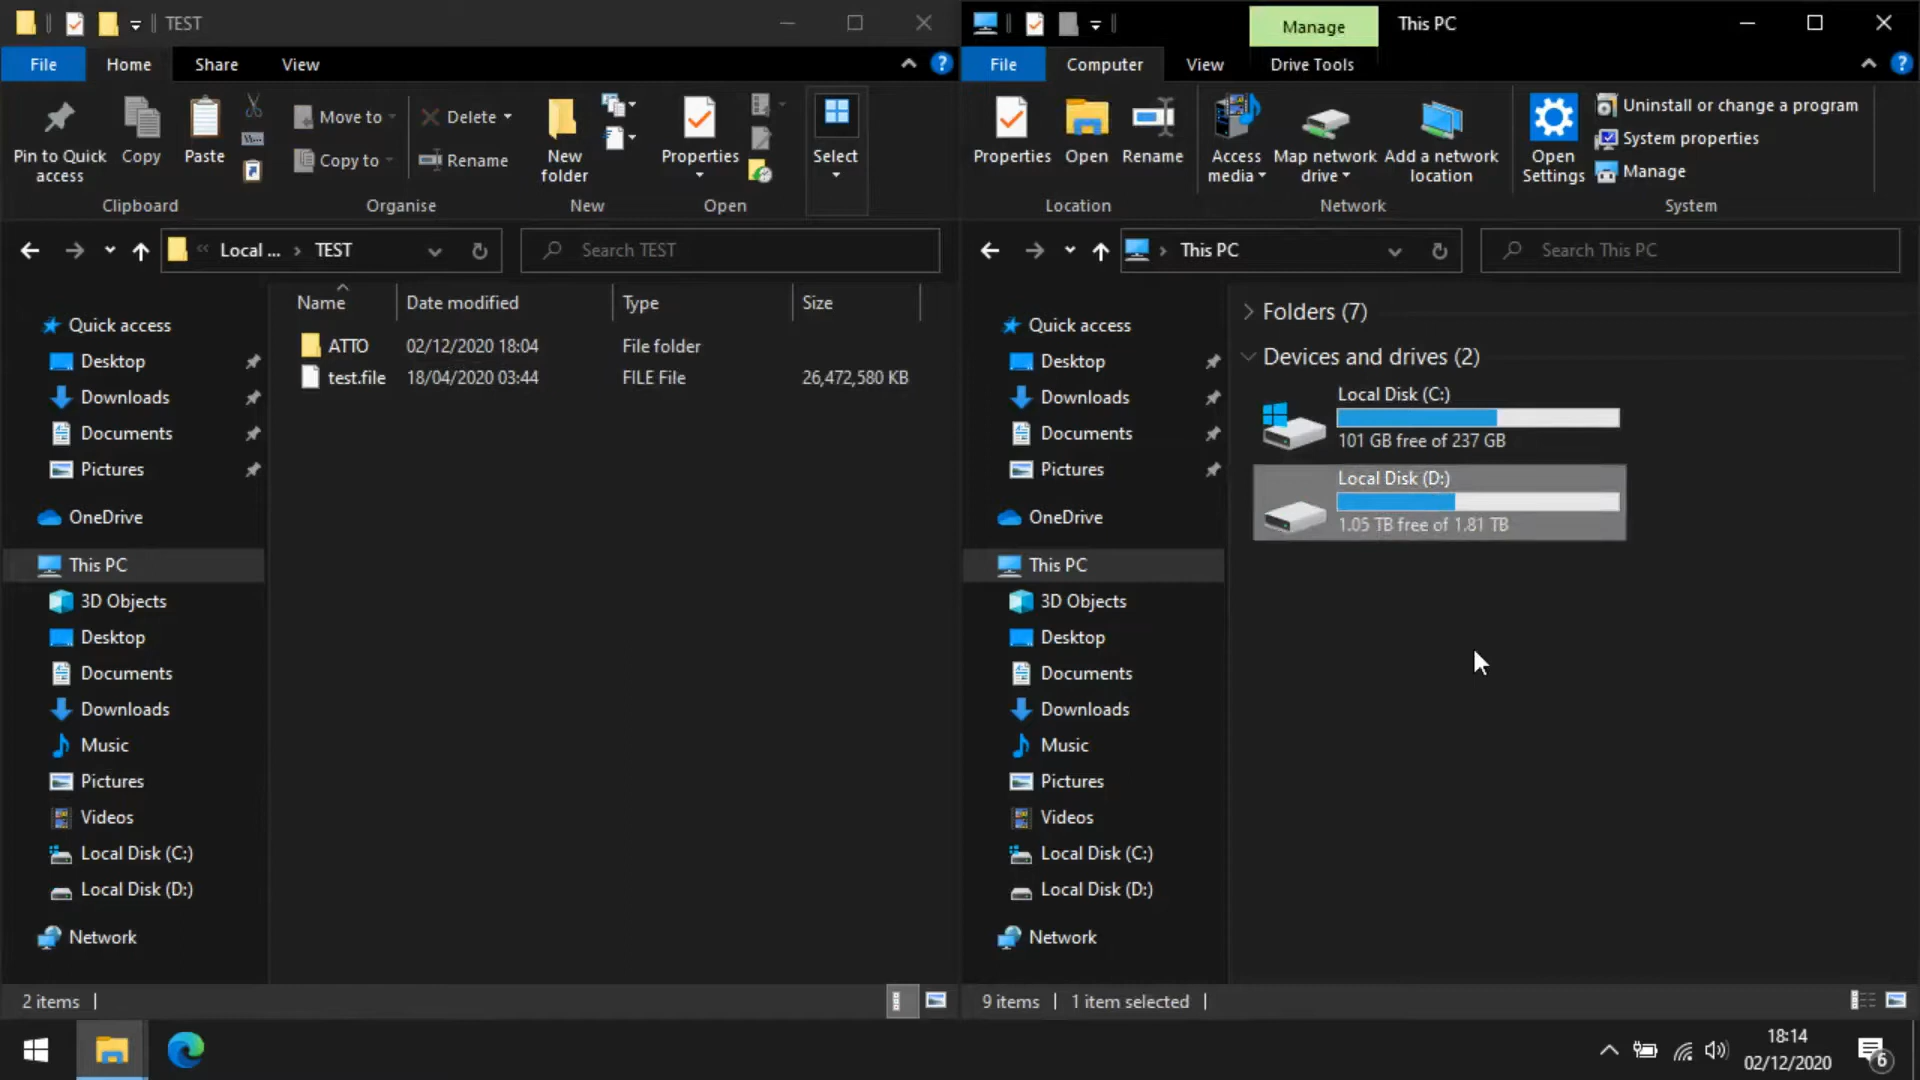 TEST
File
Home
Share
View
Pin to Quick
access
Copy
Paste
Move to
Copy to
Delete
Rename
New
folder
Properties
Select
Clipboard
Organise
New
Open
Local ...
TEST
Search TEST
Name
Date modified
Type
Size
ATTO
02/12/2020 18:04
File folder
test.file
18/04/2020 03:44
FILE File
26,472,580 KB
Quick access
Desktop
Downloads
Documents
Pictures
OneDrive
This PC
3D Objects
Desktop
Documents
Downloads
Music
Pictures
Videos
Local Disk (C:)
Local Disk (D:)
Network
2 items
Manage
This PC
File
Computer
View
Drive Tools
Properties
Open
Rename
Access
media
Map network
drive
Add a network
location
Open
Settings
Uninstall or change a program
System properties
Manage
Location
Network
System
This PC
Search This PC
Quick access
Desktop
Downloads
Documents
Pictures
OneDrive
This PC
3D Objects
Desktop
Documents
Downloads
Music
Pictures
Videos
Local Disk (C:)
Local Disk (D:)
Network
Folders (7)
Devices and drives (2)
Local Disk (C:)
101 GB free of 237 GB
Local Disk (D:)
1.05 TB free of 1.81 TB
9 items
1 item selected
18:14
02/12/2020
6